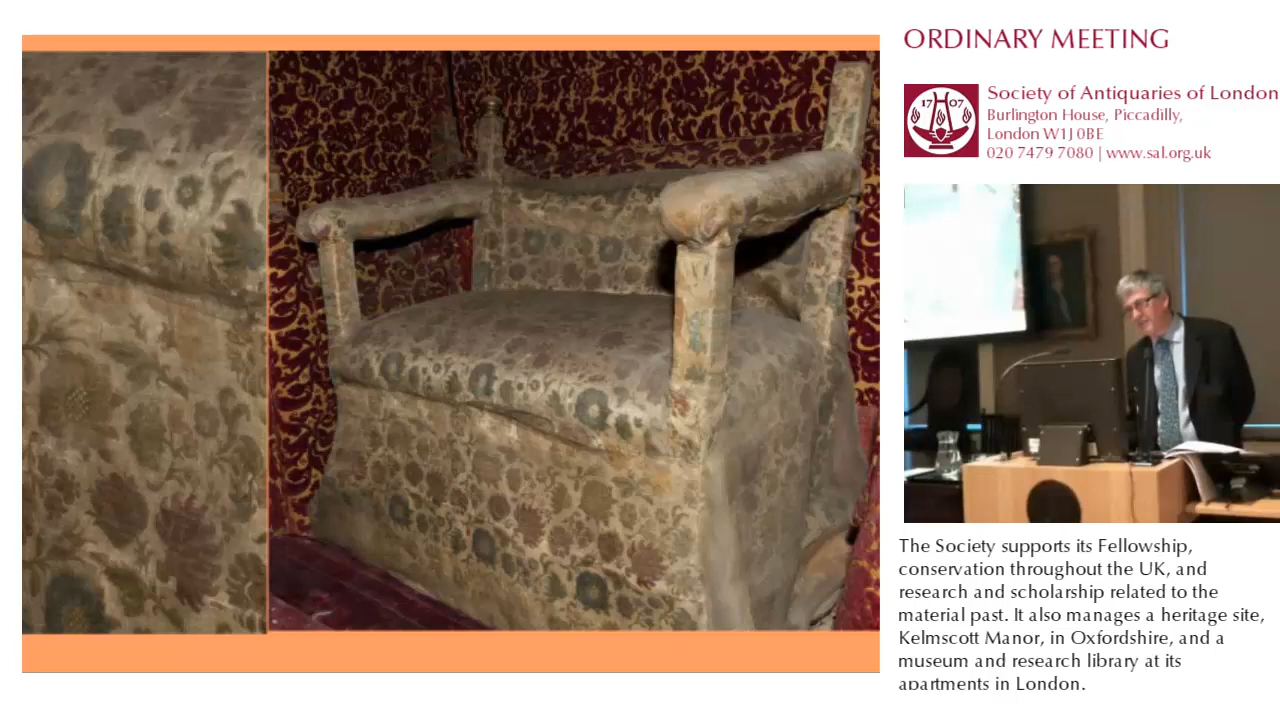 ORDINARY MEETING
17 07
Society of Antiquaries of London
Burlington House, Piccadilly,
London W1J 0BE
020 7479 7080 | www.sal.org.uk
The Society supports its Fellowship,
conservation throughout the UK, and
research and scholarship related to the
material past. It also manages a heritage site,
Kelmscott Manor, in Oxfordshire, and a
museum and research library at its
apartments in London.